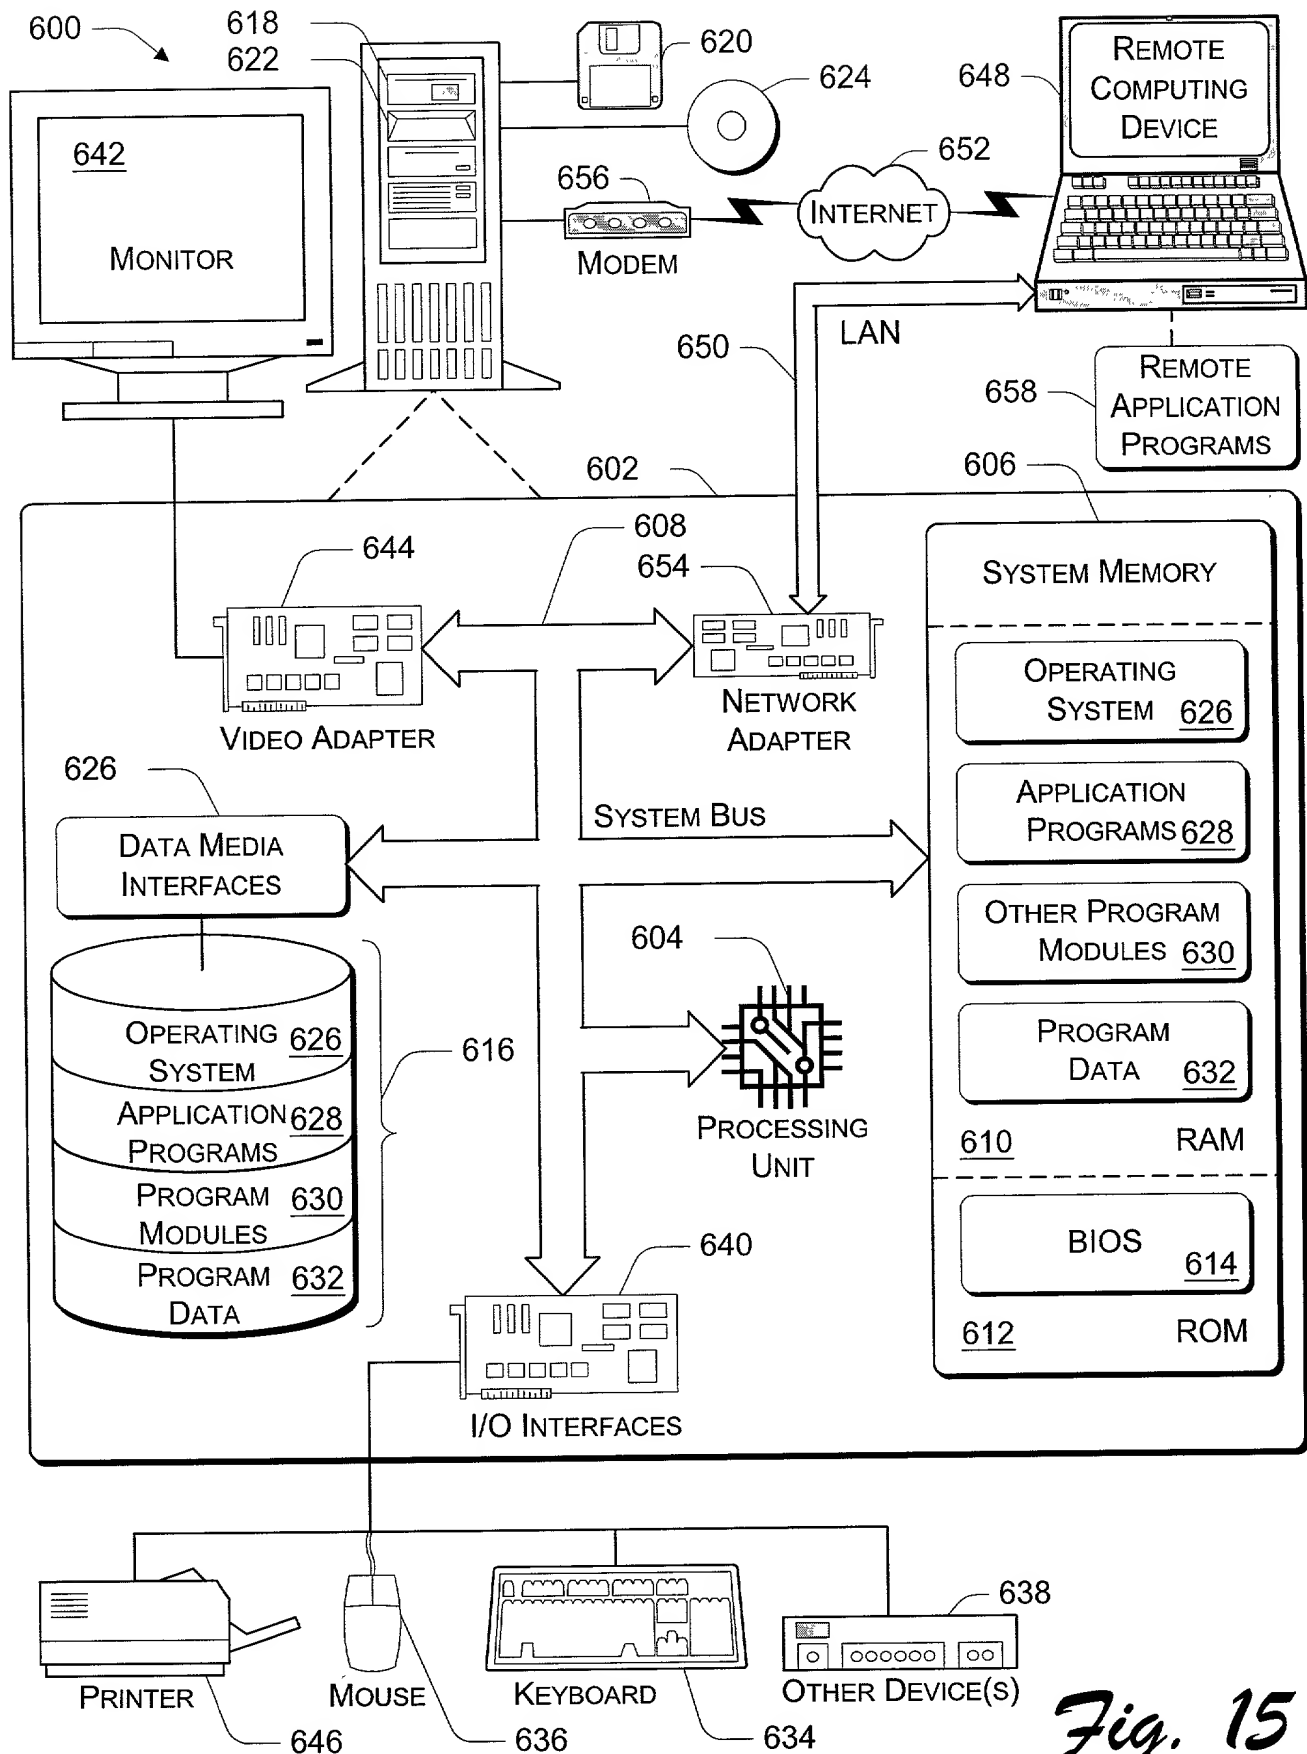 600
618
622
620
624
648
REMOTE
COMPUTING
DEVICE
642
MONITOR
656
MODEM
652
INTERNET
650
LAN
658
REMOTE
APPLICATION
PROGRAMS
602
606
608
644
654
VIDEO ADAPTER
NETWORK
ADAPTER
SYSTEM MEMORY
OPERATING
SYSTEM 626
APPLICATION
PROGRAMS 628
OTHER PROGRAM
MODULES 630
PROGRAM
DATA 632
610 RAM
BIOS
614
612 ROM
626
DATA MEDIA
INTERFACES
SYSTEM BUS
604
PROCESSING
UNIT
OPERATING 626
SYSTEM
APPLICATION 628
PROGRAMS
PROGRAM 630
MODULES
PROGRAM 632
DATA
616
640
I/O INTERFACES
PRINTER
646
MOUSE
636
KEYBOARD
634
638
OTHER DEVICE(S)
Fig. 15